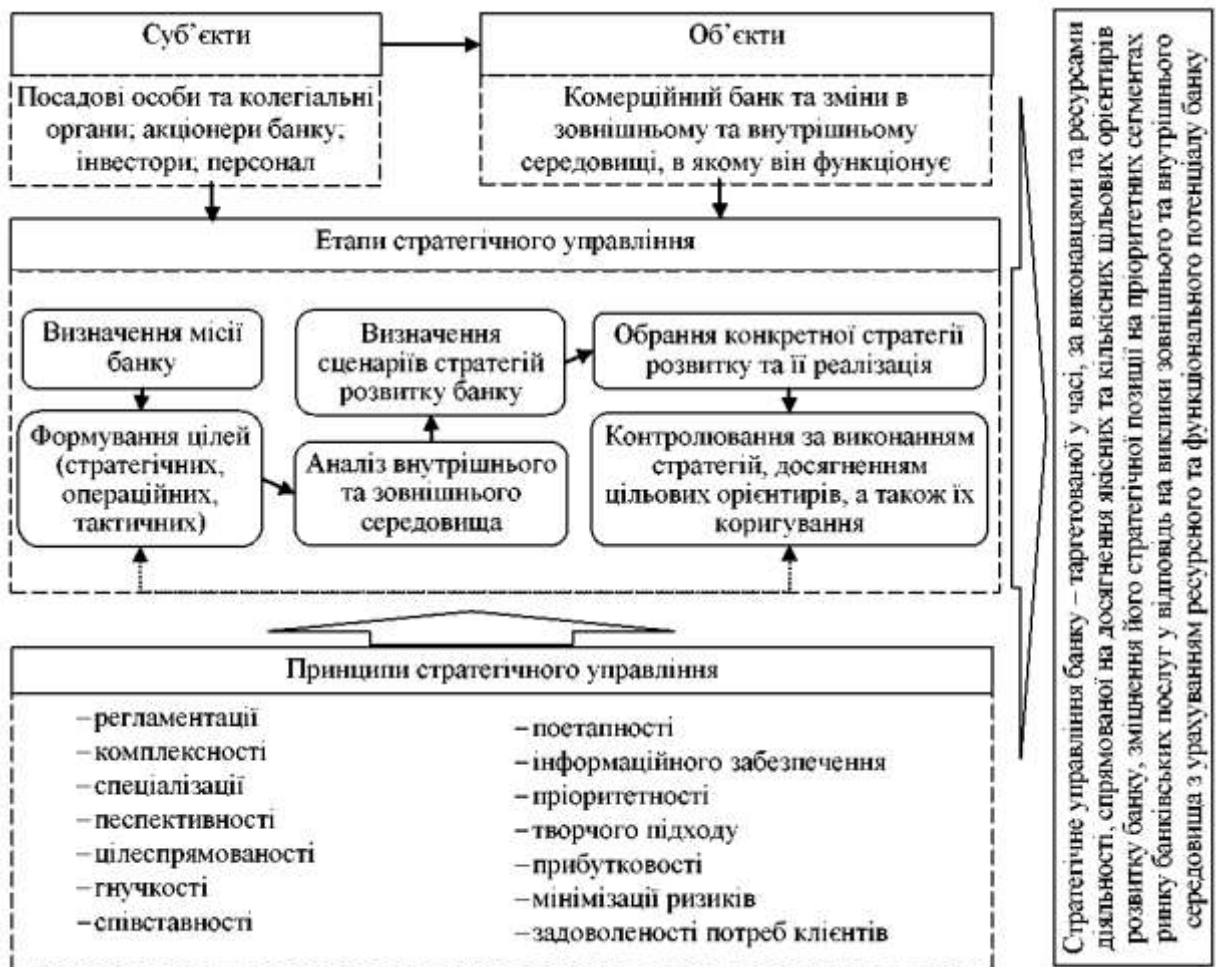 Суб’єкти
Об’єкти
Посадові особи та колегіальні
органи; акціонери банку;
інвестори; персонал
Комерційний банк та зміни в
зовнішньому та внутрішньому
середовищі, в якому він функціонує
Етапи стратегічного управління
Визначення місії
банку
Формування цілей
(стратегічних,
операційних,
тактичних)
Визначення
сценаріїв стратегій
розвитку банку
Аналіз внутрішнього
та зовнішнього
середовища
Обрання конкретної стратегії
розвитку та її реалізація
Контролювання за виконанням
стратегій, досягненням
цільових орієнтирів, а також їх
коригування
Принципи стратегічного управління
–регламентації
–комплексності
–спеціалізації
–песпективності
–цілеспрямованості
–гнучкості
–співставності
–поетапності
–інформаційного забезпечення
–пріоритетності
–творчого підходу
–прибутковості
–мінімізації ризиків
–задоволеності потреб клієнтів
Стратегічне управління банку – таргетованої у часі, за виконавцями та ресурсами
діяльності, спрямованої на досягнення якісних та кількісних цільових орієнтирів
розвитку банку, зміцнення його стратегічної позиції на пріоритетних сегментах
ринку банківських послуг у відповідь на виклики зовнішнього та внутрішнього
середовища з урахуванням ресурсного та функціонального потенціалу банку